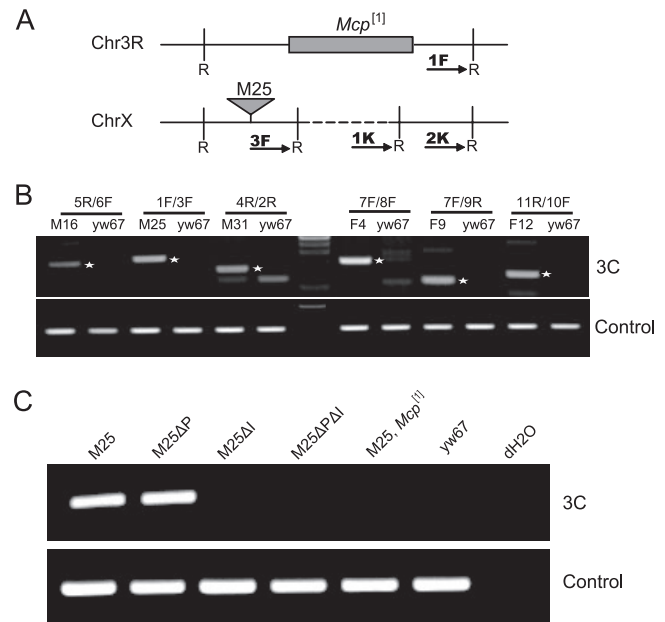 A
Mcp[1]
Chr3R
R
1F
R
M25
ChrX
R
3F
R
1K
R
2K
R
B
5R/6F 1F/3F 4R/2R 7F/8F 7F/9R 11R/10F
M16 yw67 M25 yw67 M31 yw67 F4 yw67 F9 yw67 F12 yw67
3C
Control
C
M25 M25ΔP M25ΔI M25ΔPΔI M25, Mcp[1] yw67 dH2O
3C
Control